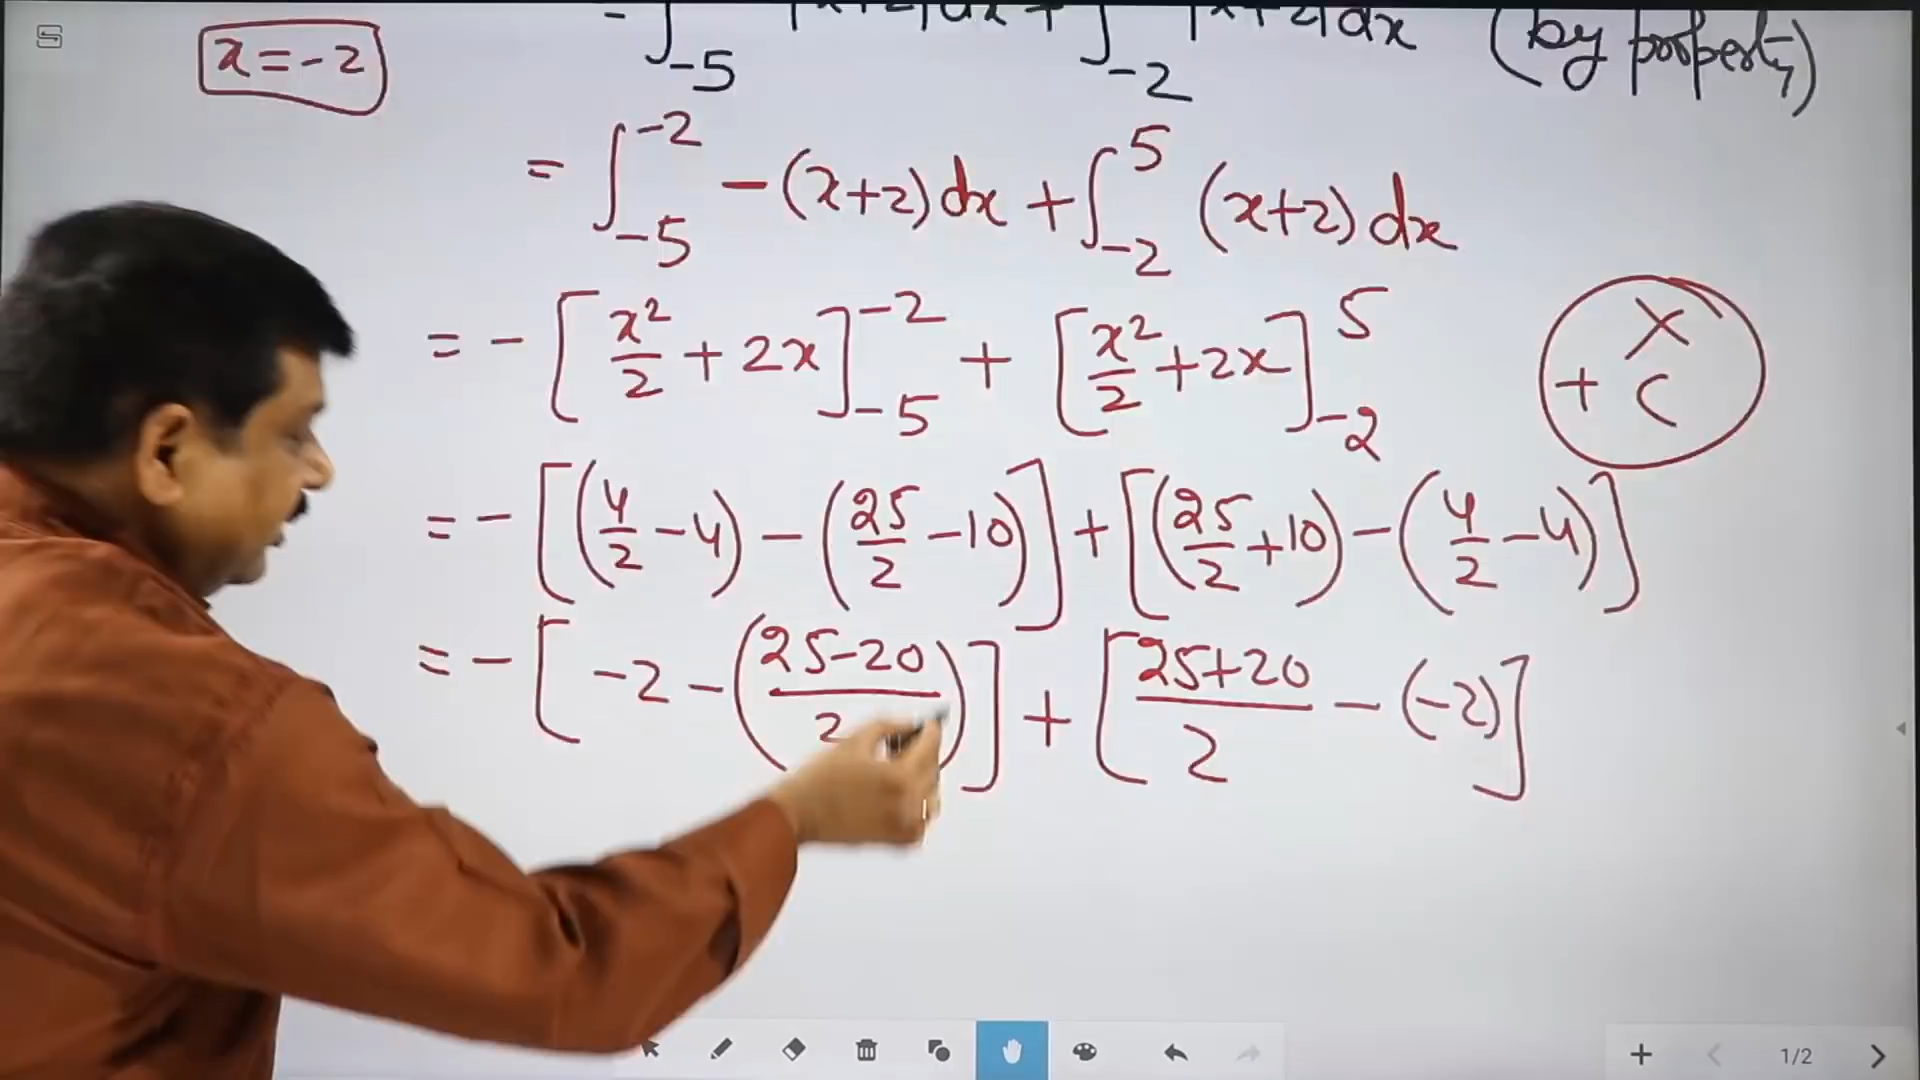 x = -2
- ∫_{-5} |x+2|dx + ∫_{-2} |x+2|dx (by property)
= ∫_{-5}^{-2} -(x+2)dx + ∫_{-2}^{5} (x+2)dx
= -[x²/2 + 2x]_{-5}^{-2} + [x²/2 + 2x]_{-2}^{5}
X
+ C
= -[(4/2 - 4) - (25/2 - 10)] + [(25/2 + 10) - (4/2 - 4)]
= -[-2 - ((25-20)/2)] + [(25+20)/2 - (-2)]
1/2